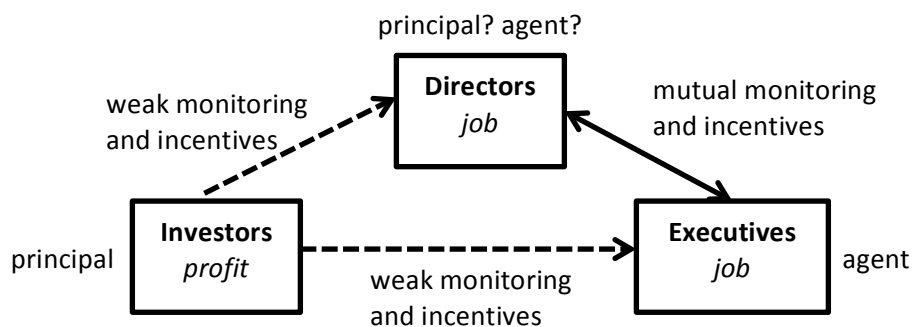 principal? agent?
Directors
job
weak monitoring
and incentives
mutual monitoring
and incentives
principal
Investors
profit
weak monitoring
and incentives
Executives
job
agent